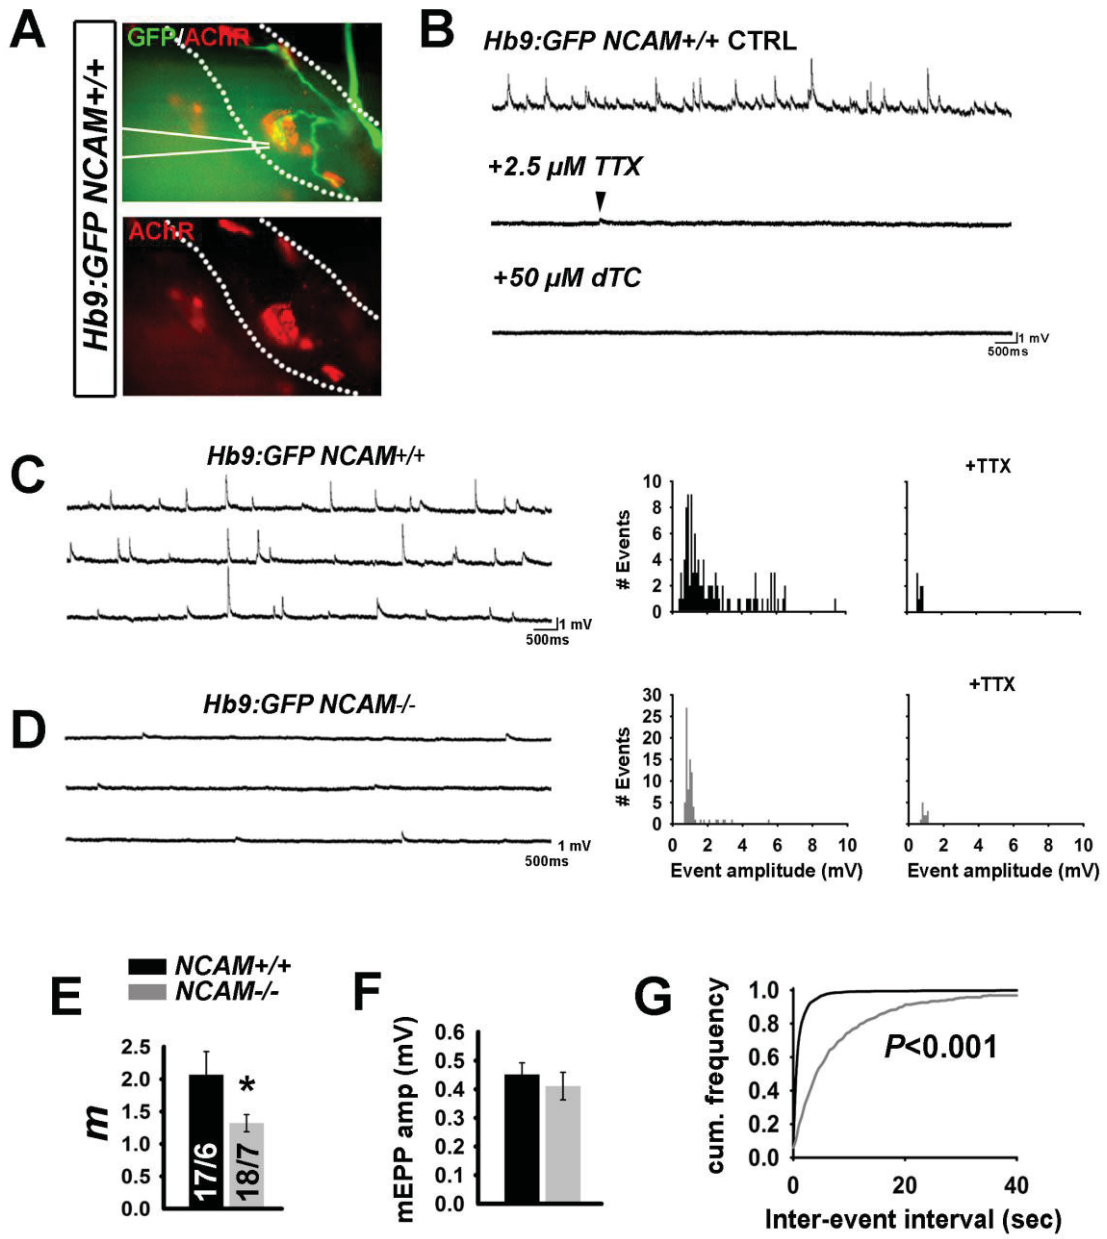 A
Hb9:GFP NCAM+/+
GFP/AChR
AChR
B
Hb9:GFP NCAM+/+ CTRL
+2.5 µM TTX
+50 µM dTC
1 mV
500ms
C
Hb9:GFP NCAM+/+
1 mV
500ms
# Events
10
8
6
4
2
0
+TTX
D
Hb9:GFP NCAM-/-
1 mV
500ms
# Events
30
25
20
15
10
5
0
0 2 4 6 8 10
Event amplitude (mV)
+TTX
0 2 4 6 8 10
Event amplitude (mV)
E
NCAM+/+
NCAM-/-
m
2.5
2.0
1.5
1.0
0.5
0.0
*
17/6
18/7
F
mEPP amp (mV)
0.6
0.5
0.4
0.3
0.2
0.1
0.0
G
cum. frequency
1.0
0.8
0.6
0.4
0.2
0.0
P<0.001
0 20 40
Inter-event interval (sec)